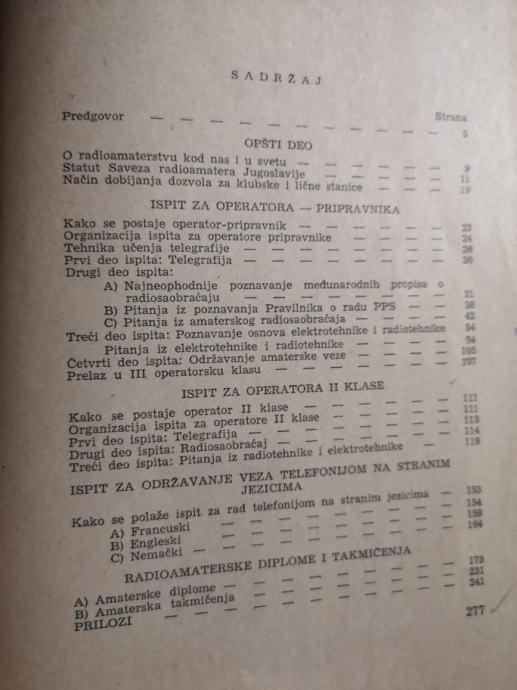 SADRŽAJ
Strana
Predgovor — — — — — — — — — — 5
OPŠTI DEO
O radioamaterstvu kod nas i u svetu — — — — — 9
Statut Saveza radioamatera Jugoslavije — — — — — 11
Način dobijanja dozvola za klubske i lične stanice — — — 19
ISPIT ZA OPERATORA — PRIPRAVNIKA
Kako se postaje operator-pripravnik — — — — — 23
Organizacija ispita za operatore pripravnike — — — — 24
Tehnika učenja telegrafije — — — — — — — 26
Prvi deo ispita: Telegrafija — — — — — — — 30
Drugi deo ispita:
A) Najneophodnije poznavanje međunarodnih propisa o
radiosaobraćaju — — — — — — — 31
B) Pitanja iz poznavanja Pravilnika o radu PPS — — 38
C) Pitanja iz amaterskog radiosaobraćaja — — — — 42
Treći deo ispita: Poznavanje osnova elektrotehnike i radiotehnike 54
Pitanja iz elektrotehnike i radiotehnike — — — — 54
Četvrti deo ispita: Održavanje amaterske veze — — — — 105
Prelaz u III operatorsku klasu — — — — — — 107
ISPIT ZA OPERATORA II KLASE
Kako se postaje operator II klase — — — — — — 111
Organizacija ispita za operatore II klase — — — — — 111
Prvi deo ispita: Telegrafija — — — — — — — 113
Drugi deo ispita: Radiosaobraćaj — — — — — — 114
Treći deo ispita: Pitanja iz radiotehnike i elektrotehnike — 119
ISPIT ZA ODRŽAVANJE VEZA TELEFONIJOM NA STRANIM
JEZICIMA
Kako se polaže ispit za rad telefonijom na stranim jezicima — 153
A) Francuski — — — — — — — — 154
B) Engleski — — — — — — — — 159
C) Nemački — — — — — — — — 164
RADIOAMATERSKE DIPLOME I TAKMIČENJA
A) Amaterske diplome — — — — — — — — 173
B) Amaterska takmičenja — — — — — — — 231
241
PRILOZI — — — — — — — — — 277